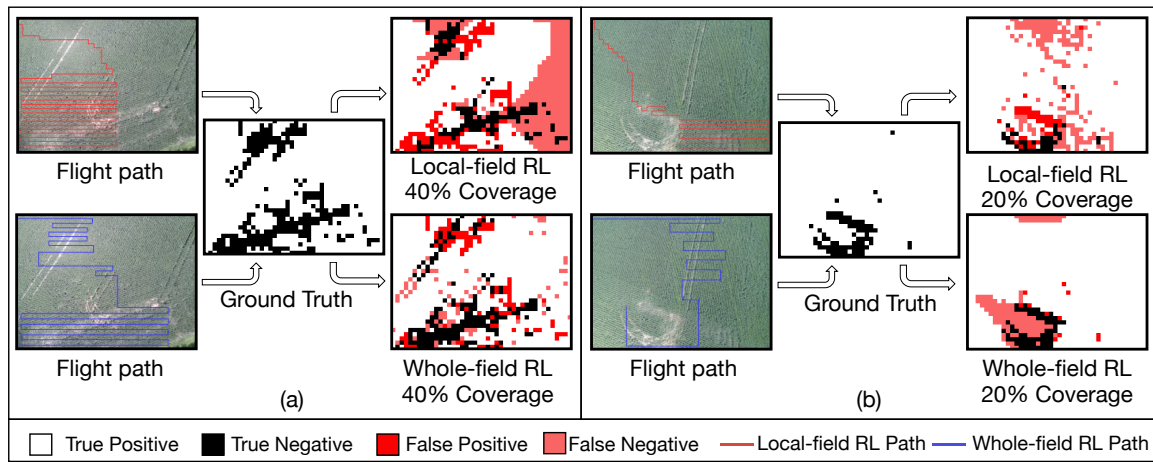 Flight path
Local-field RL
40% Coverage
Ground Truth
Flight path
Whole-field RL
40% Coverage
(a)
Flight path
Local-field RL
20% Coverage
Ground Truth
Flight path
Whole-field RL
20% Coverage
(b)
True Positive
True Negative
False Positive
False Negative
Local-field RL Path
Whole-field RL Path